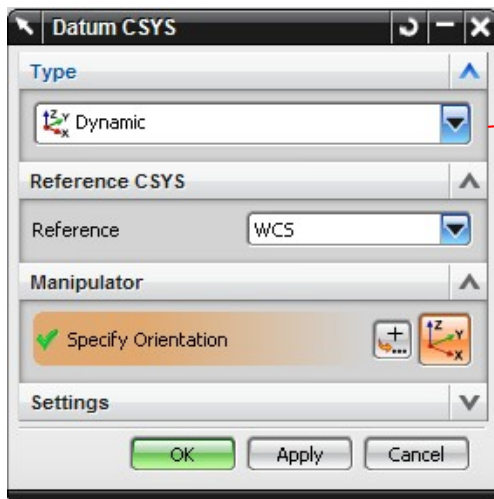 Datum CSYS
Type
Z Y X Dynamic
Reference CSYS
Reference WCS
Manipulator
Specify Orientation Z Y X
Settings
OK Apply Cancel